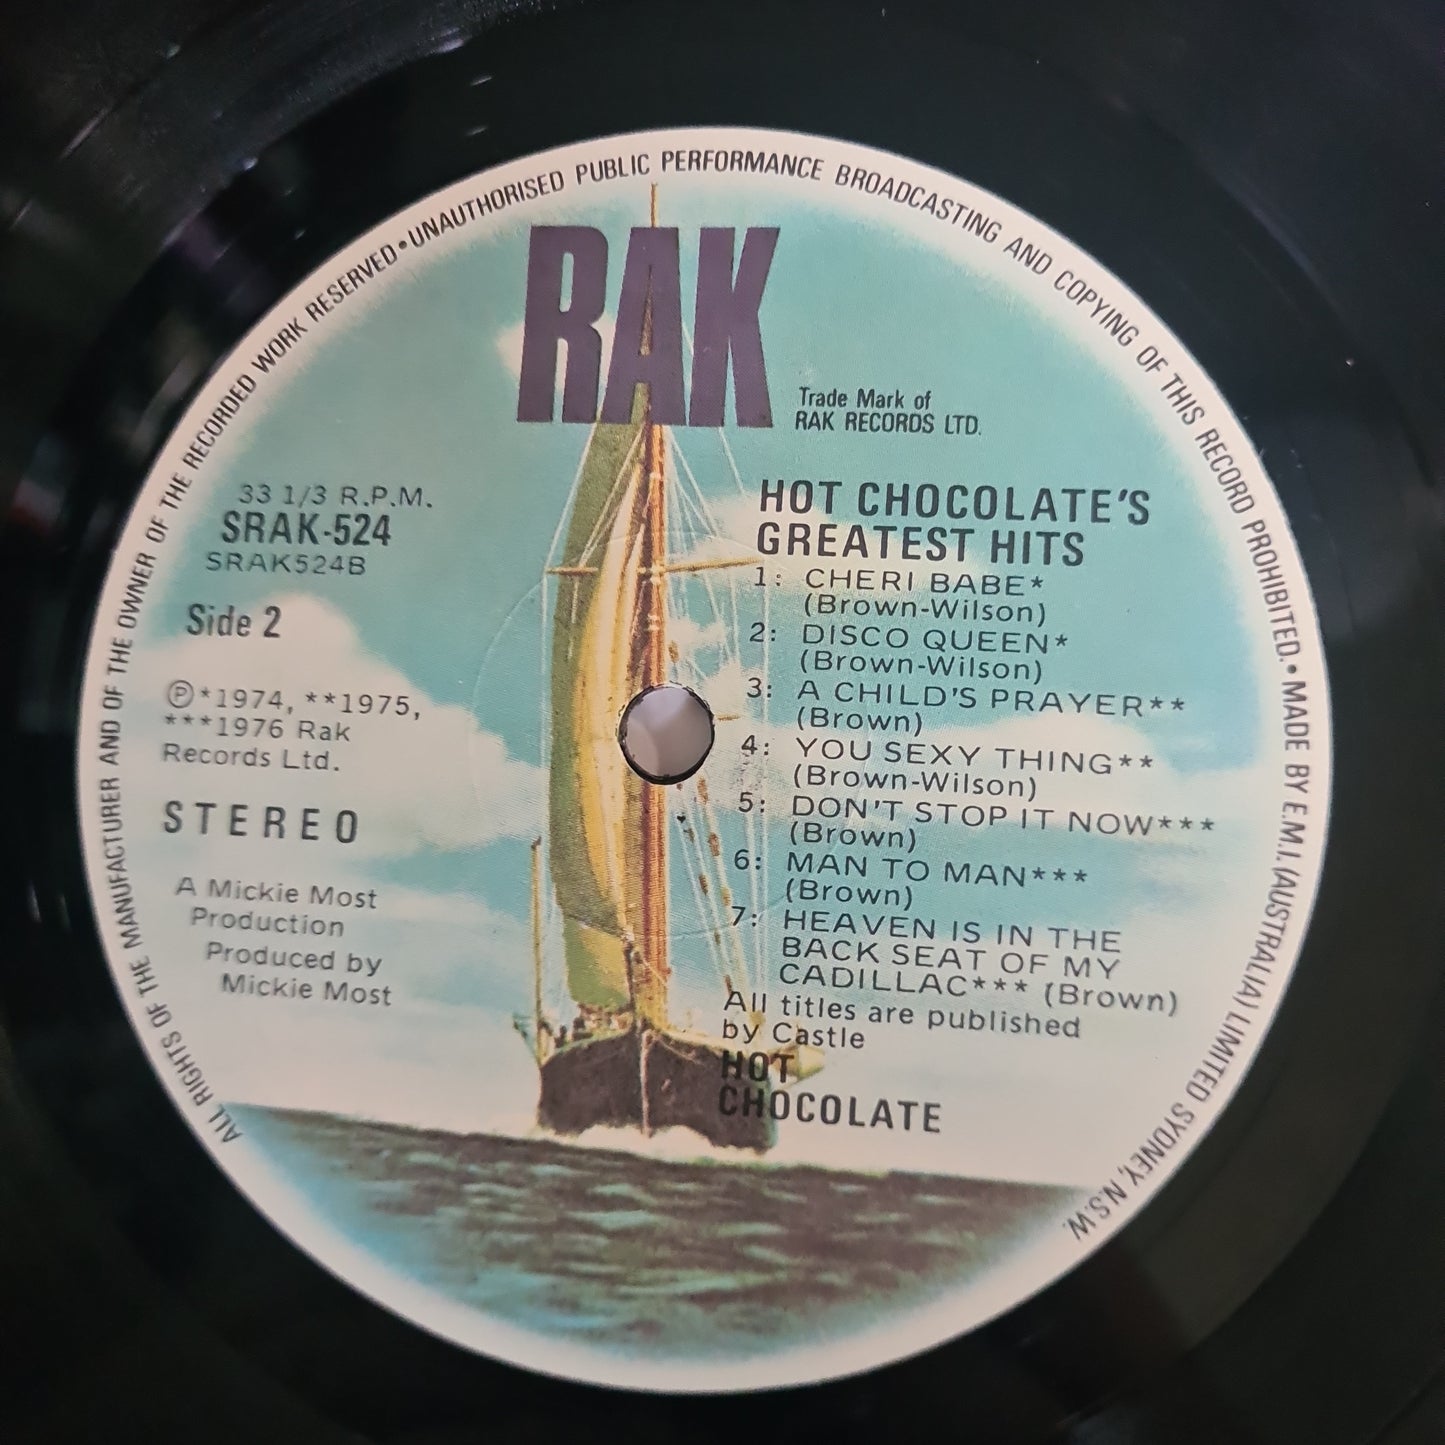 ALL RIGHTS OF THE MANUFACTURER AND OF THE OWNER OF THE RECORDED WORK RESERVED • UNAUTHORISED PUBLIC PERFORMANCE BROADCASTING AND COPYING OF THIS RECORD PROHIBITED. • MADE BY E.M.I. (AUSTRALIA) LIMITED SYDNEY, N.S.W.
RAK
Trade Mark of
RAK RECORDS LTD.
33 1/3 R.P.M.
SRAK-524
SRAK524B
Side 2
Ⓟ*1974, **1975,
***1976 Rak
Records Ltd.
STEREO
A Mickie Most
Production
Produced by
Mickie Most
HOT CHOCOLATE'S
GREATEST HITS
1: CHERI BABE*
(Brown-Wilson)
2: DISCO QUEEN*
(Brown-Wilson)
3: A CHILD'S PRAYER**
(Brown)
4: YOU SEXY THING**
(Brown-Wilson)
5: DON'T STOP IT NOW***
(Brown)
6: MAN TO MAN***
(Brown)
7: HEAVEN IS IN THE
BACK SEAT OF MY
CADILLAC*** (Brown)
All titles are published
by Castle
HOT
CHOCOLATE